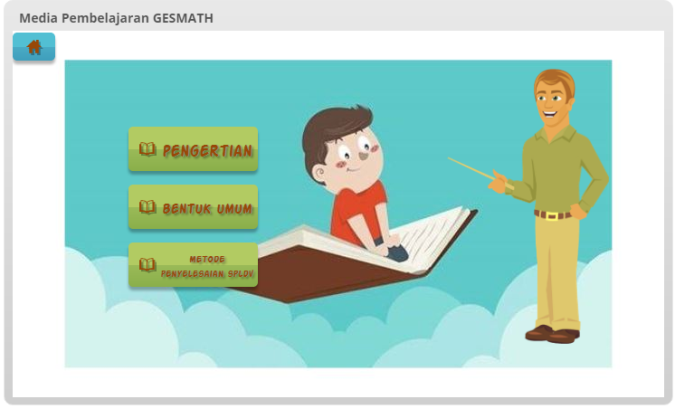 Media Pembelajaran GESMATH
PENGERTIAN
BENTUK UMUM
METODE
PENYELESAIAN SPLDV